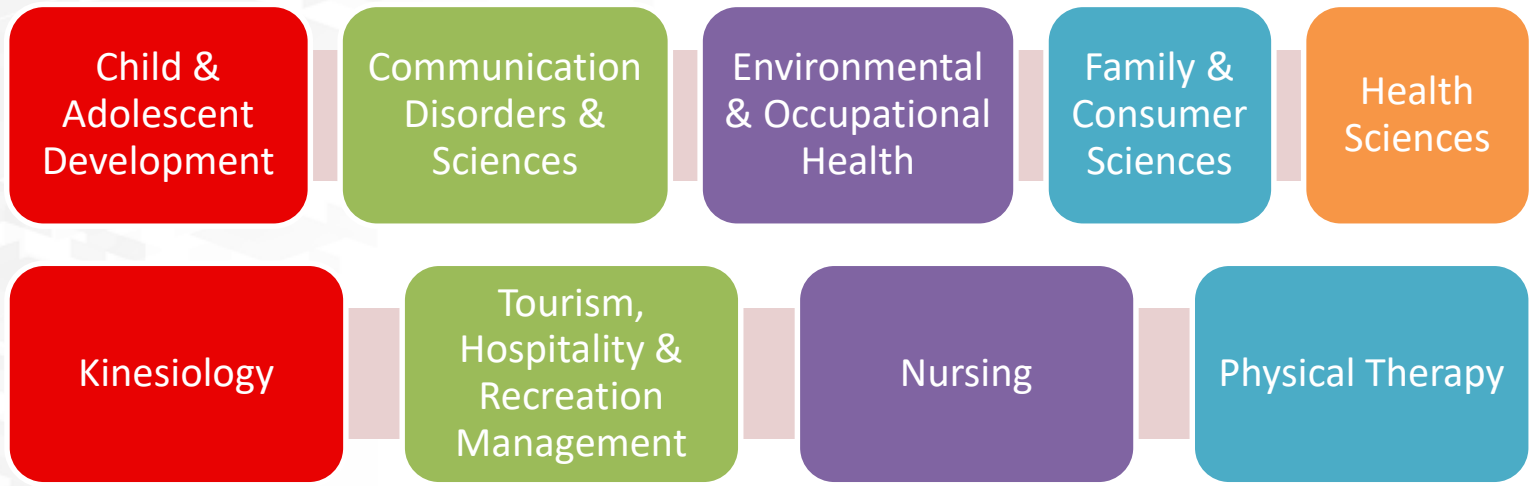 Child &
Adolescent
Development
Communication
Disorders &
Sciences
Environmental
& Occupational
Health
Family &
Consumer
Sciences
Health
Sciences
Kinesiology
Tourism,
Hospitality &
Recreation
Management
Nursing
Physical Therapy